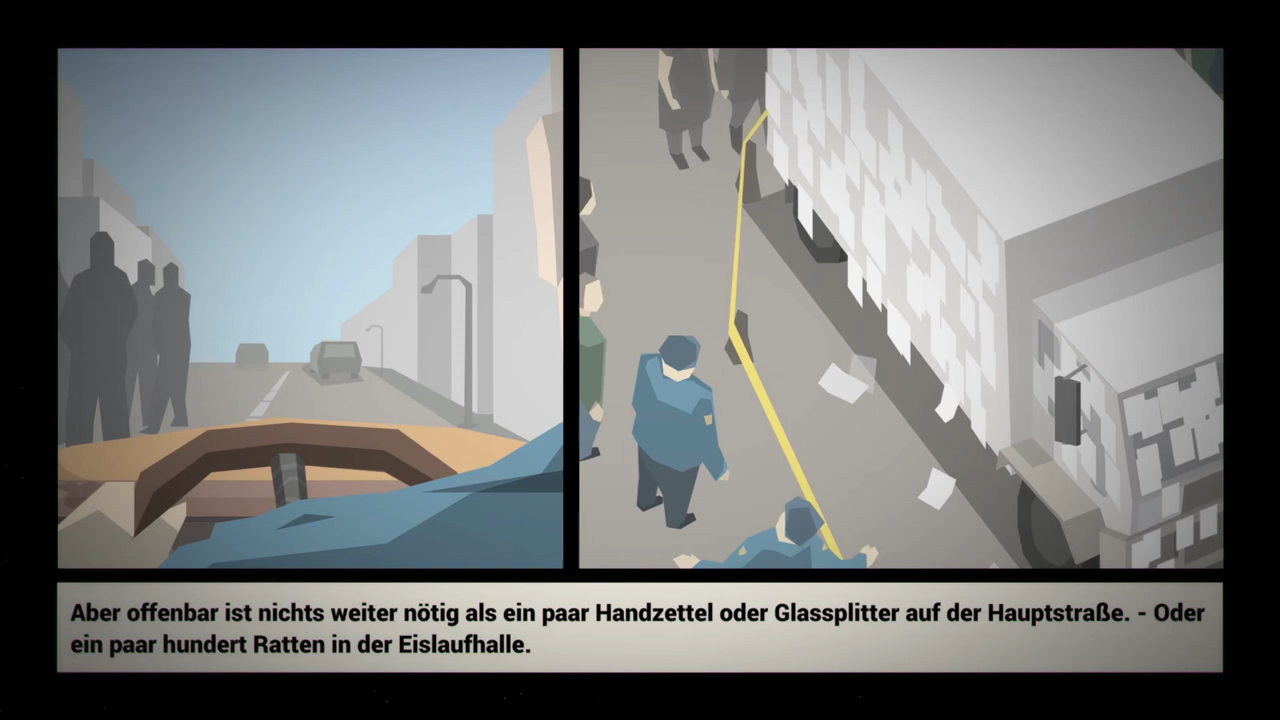 Aber offenbar ist nichts weiter nötig als ein paar Handzettel oder Glassplitter auf der Hauptstraße. - Oder
ein paar hundert Ratten in der Eislaufhalle.